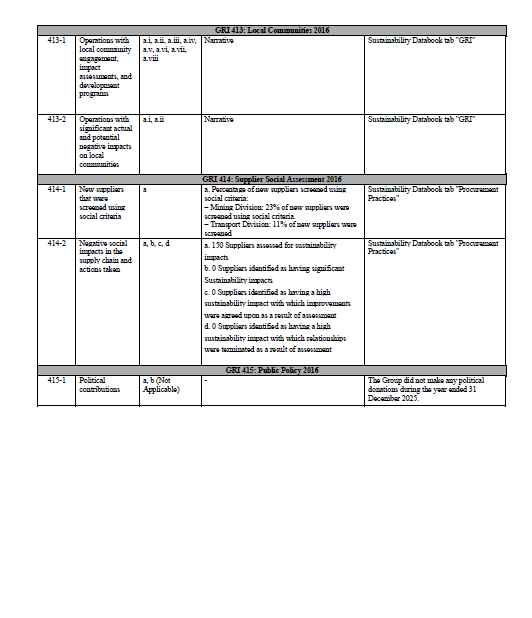 GRI 413: Local Communities 2016
413-1
Operations with
local community
engagement,
impact
assessments, and
development
programs
a.i, a.ii, a.iii, a.iv,
a.v, a.vi, a.vii,
a.viii
Narrative
Sustainability Databook tab "GRI"
413-2
Operations with
significant actual
and potential
negative impacts
on local
communities
a.i, a.ii
Narrative
Sustainability Databook tab "GRI"
GRI 414: Supplier Social Assessment 2016
414-1
New suppliers
that were
screened using
social criteria
a
a. Percentage of new suppliers screened using
social criteria:
– Mining Division: 23% of new suppliers were
screened using social criteria.
– Transport Division: 11% of new suppliers were
screened
Sustainability Databook tab "Procurement
Practices"
414-2
Negative social
impacts in the
supply chain and
actions taken
a, b, c, d
a. 150 Suppliers assessed for sustainability
impacts
b. 0 Suppliers identified as having significant
Sustainability impacts
c. 0 Suppliers identified as having a high
sustainability impact with which improvements
were agreed upon as a result of assessment
d. 0 Suppliers identified as having a high
sustainability impact with which relationships
were terminated as a result of assessment
Sustainability Databook tab "Procurement
Practices"
GRI 415: Public Policy 2016
415-1
Political
contributions
a, b (Not
Applicable)
-
The Group did not make any political
donations during the year ended 31
December 2025.